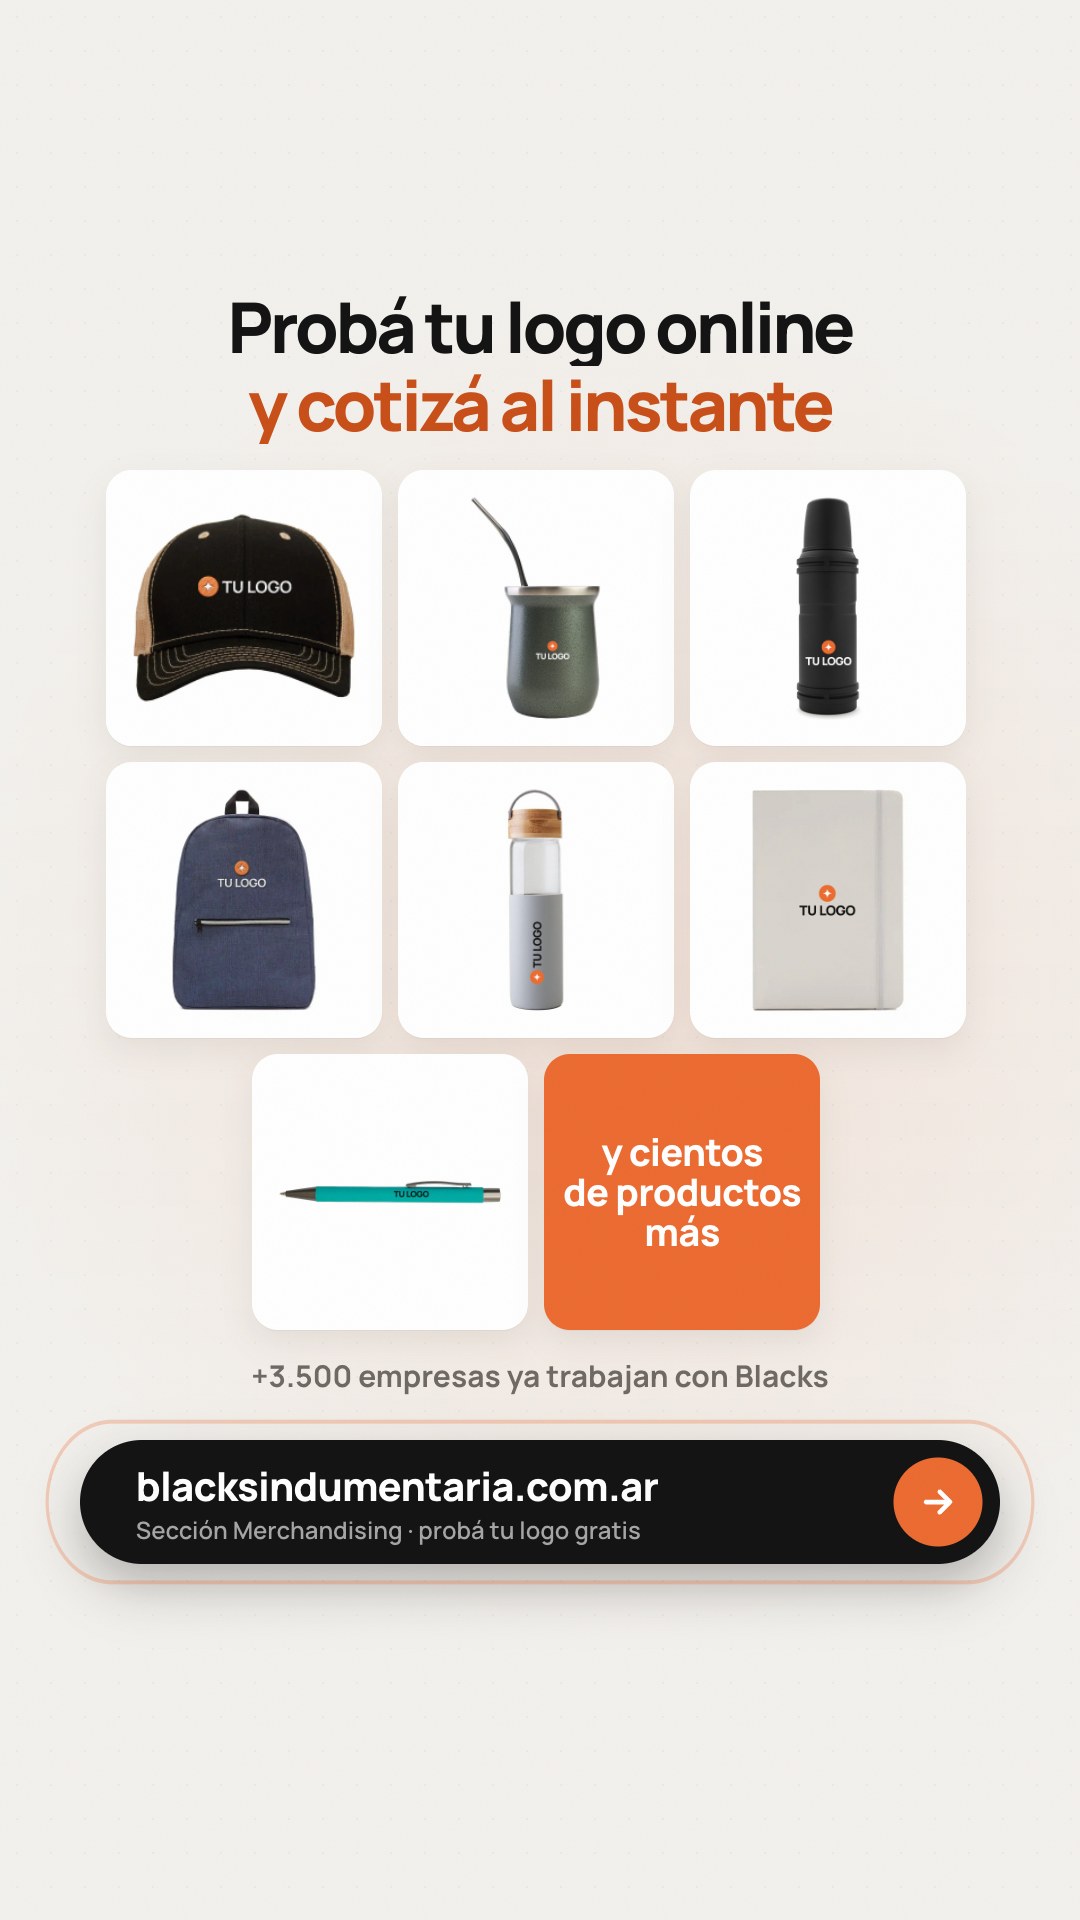 Probá tu logo online
y cotizá al instante
TU LOGO
TU LOGO
TU LOGO
TU LOGO
TU LOGO
TU LOGO
TU LOGO
y cientos
de productos
más
+3.500 empresas ya trabajan con Blacks
blacksindumentaria.com.ar
Sección Merchandising · probá tu logo gratis